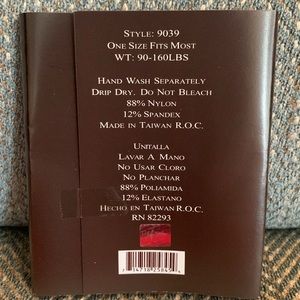 STYLE: 9039
ONE SIZE FITS MOST
WT: 90-160LBS
HAND WASH SEPARATELY
DRIP DRY, DO NOT BLEACH
88% NYLON
12% SPANDEX
MADE IN TAIWAN R.O.C.
UNITALLA
LAVAR A MANO
NO USAR CLORO
NO PLANCHAR
88% POLIAMIDA
12% ELASTANO
HECHO EN TAIWAN R.O.C.
RN 82293